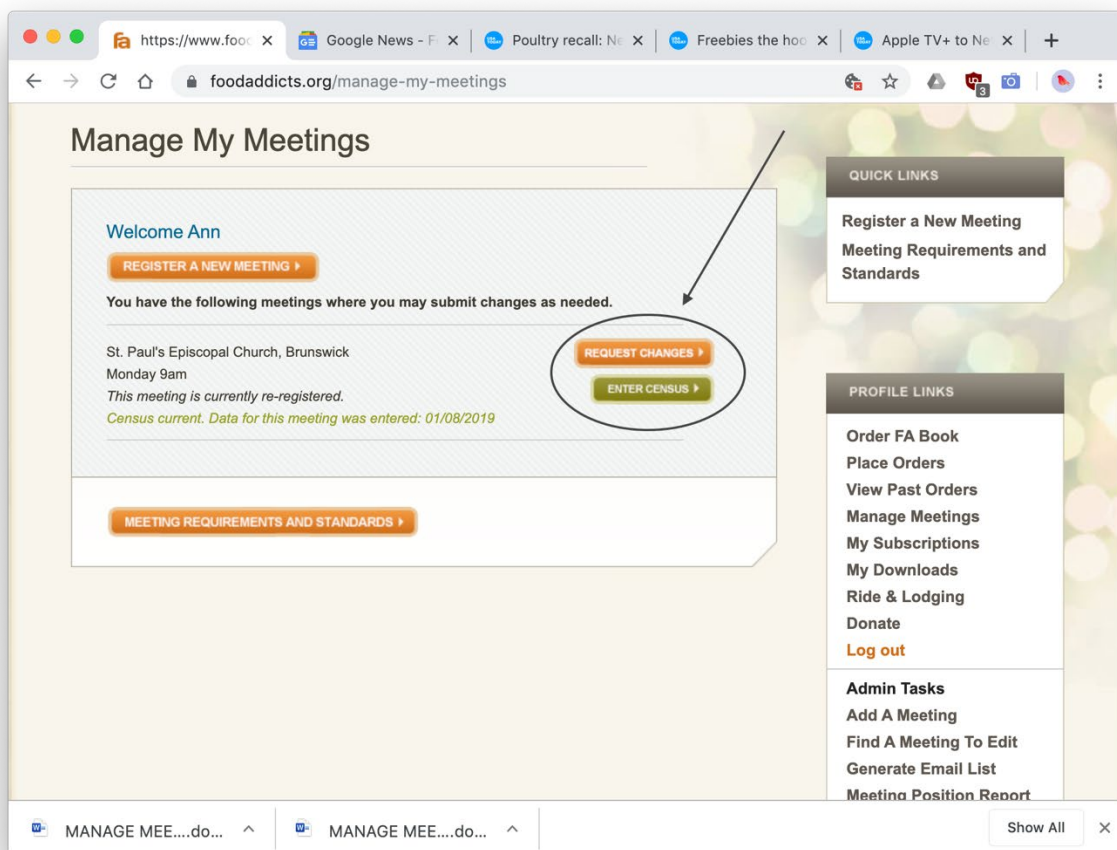 https://www.foo
Google News - F
Poultry recall: Ne
Freebies the hoo
Apple TV+ to Ne
foodaddicts.org/manage-my-meetings
3
Manage My Meetings
Welcome Ann
REGISTER A NEW MEETING
You have the following meetings where you may submit changes as needed.
St. Paul's Episcopal Church, Brunswick
Monday 9am
This meeting is currently re-registered.
Census current. Data for this meeting was entered: 01/08/2019
REQUEST CHANGES
ENTER CENSUS
MEETING REQUIREMENTS AND STANDARDS
QUICK LINKS
Register a New Meeting
Meeting Requirements and
Standards
PROFILE LINKS
Order FA Book
Place Orders
View Past Orders
Manage Meetings
My Subscriptions
My Downloads
Ride & Lodging
Donate
Log out
Admin Tasks
Add A Meeting
Find A Meeting To Edit
Generate Email List
Meeting Position Report
MANAGE MEE....do...
MANAGE MEE....do...
Show All